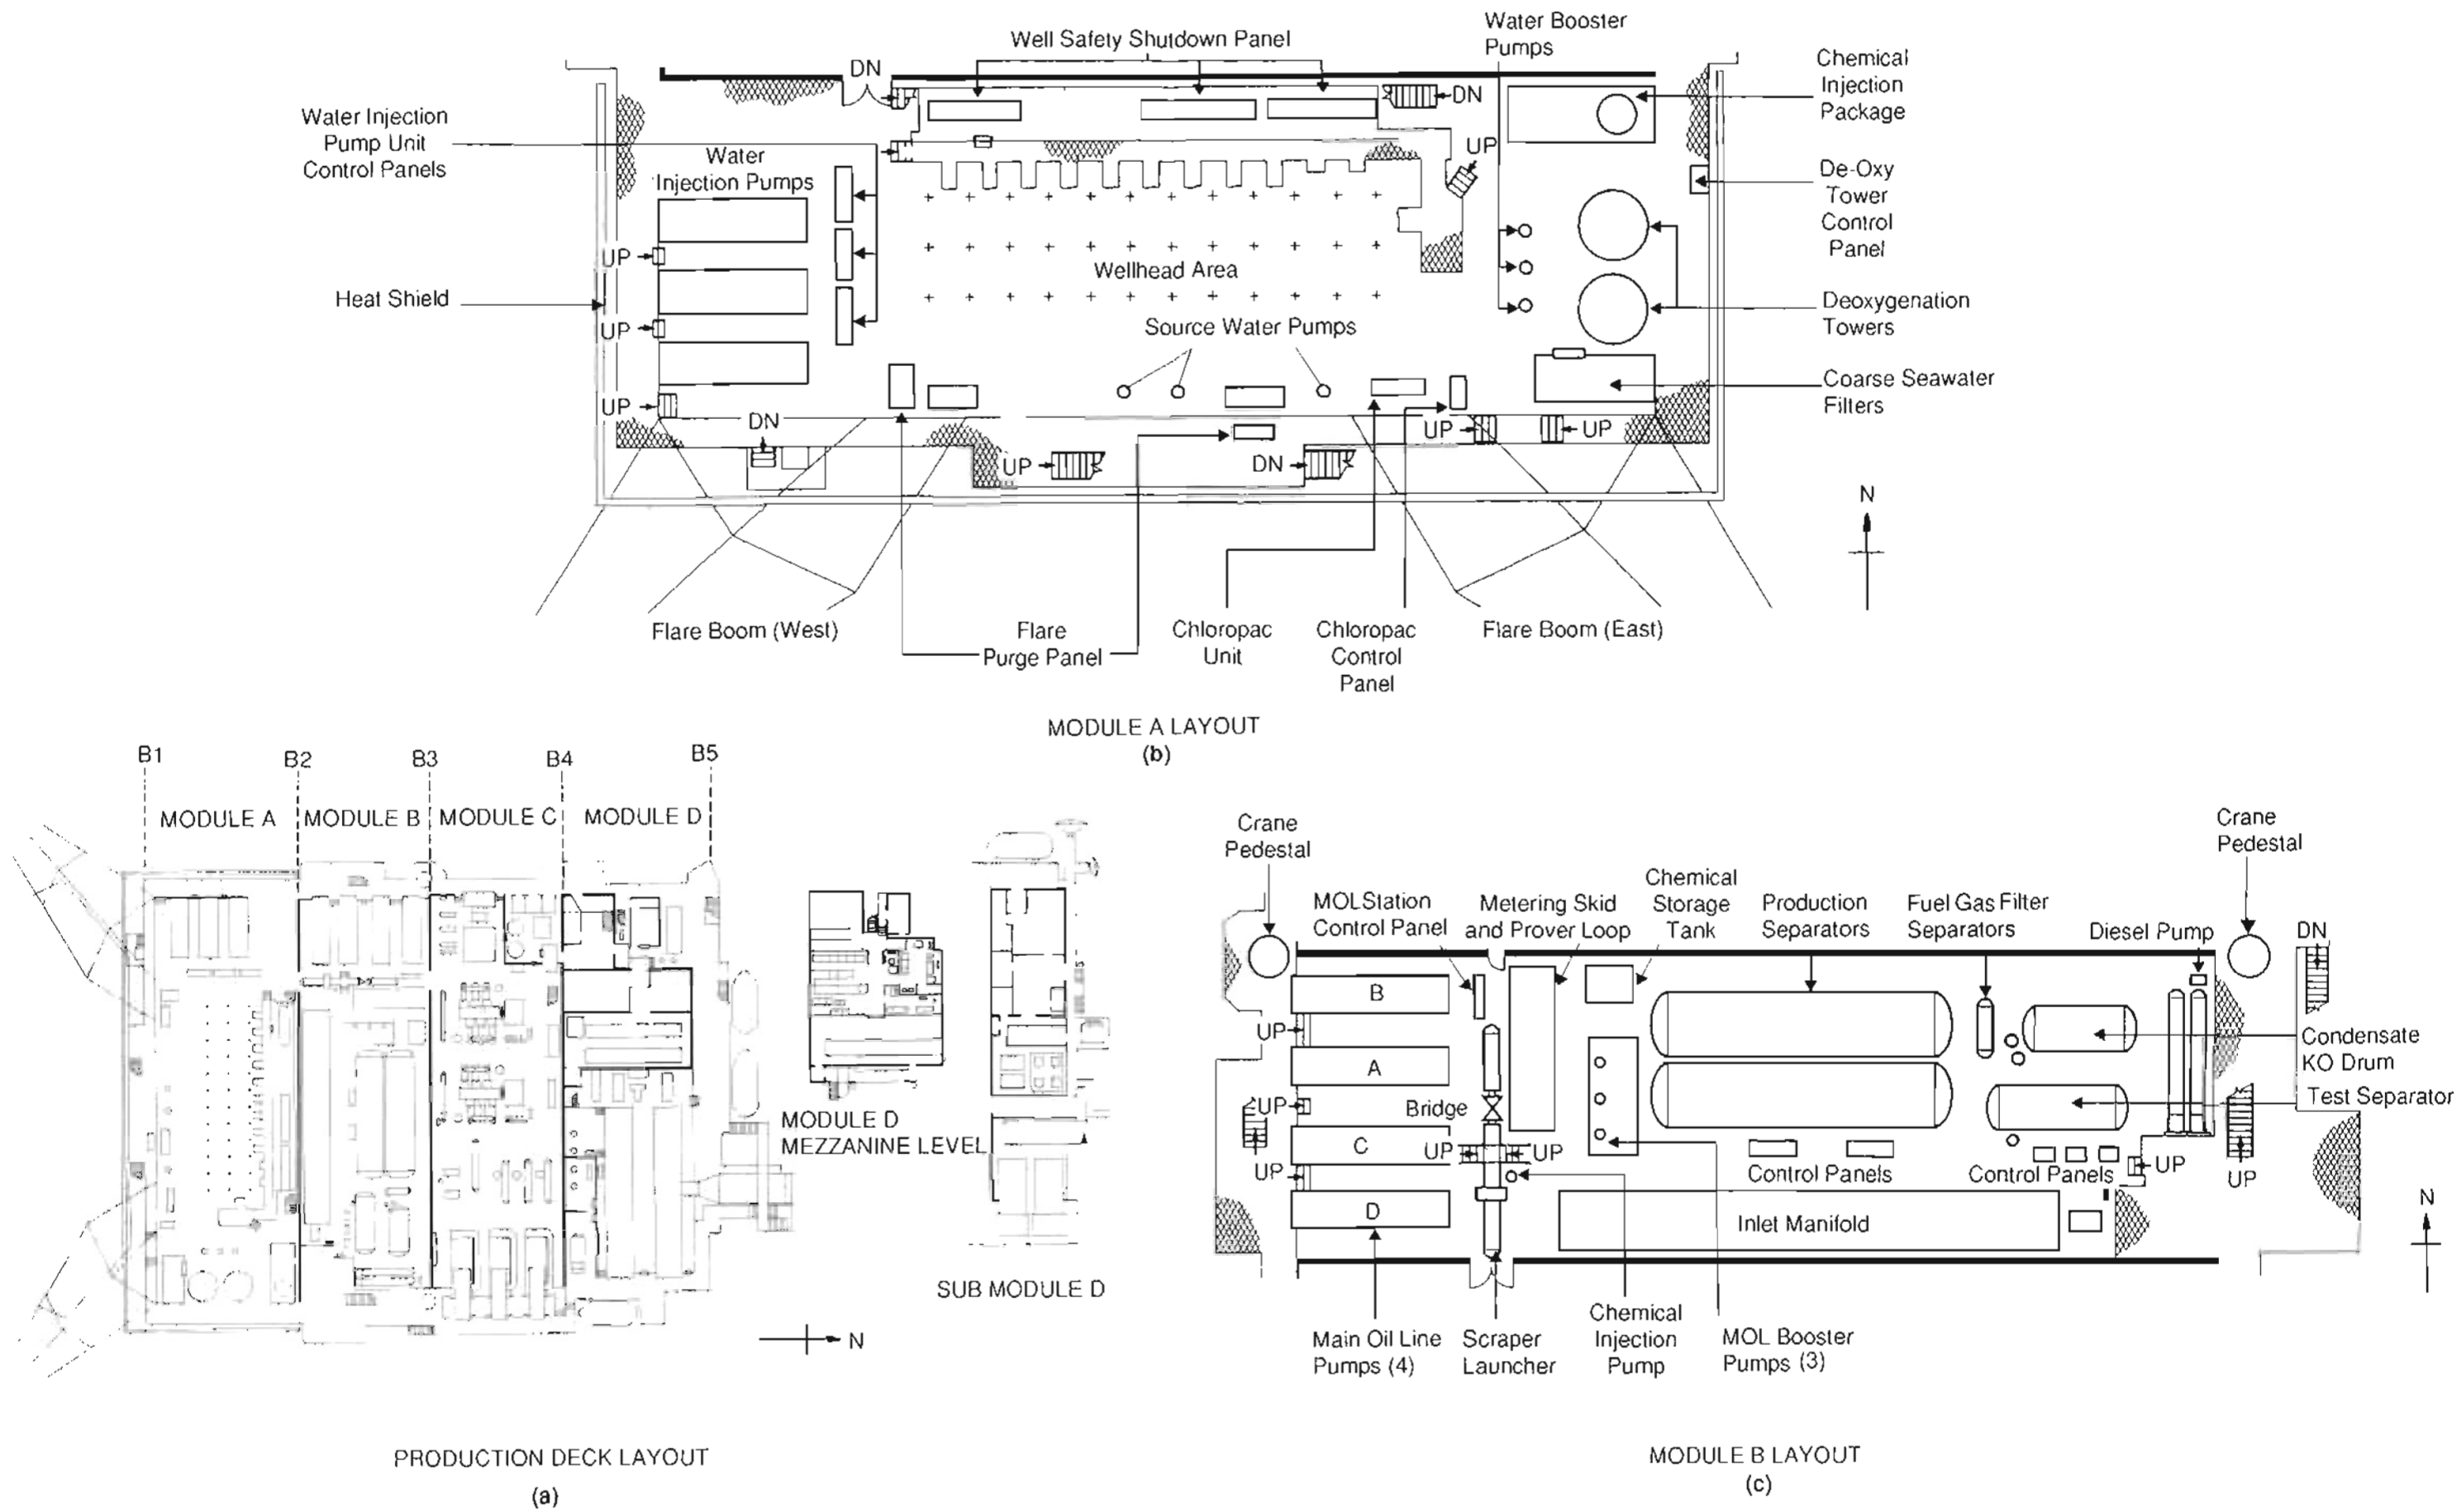 Well Safety Shutdown Panel
Water Booster
Pumps
DN
Chemical
Injection
Package
DN
Water Injection
Pump Unit
Control Panels
Water
Injection Pumps
UP
De-Oxy
Tower
Control
Panel
UP
Wellhead Area
Heat Shield
Deoxygenation
Towers
UP
Source Water Pumps
Coarse Seawater
Filters
UP
DN
UP
UP
UP
DN
N
Flare Boom (West)
Flare
Purge Panel
Chloropac
Unit
Chloropac
Control
Panel
Flare Boom (East)
MODULE A LAYOUT
(b)
B1
B2
B3
B4
B5
MODULE A
MODULE B
MODULE C
MODULE D
MODULE D
MEZZANINE LEVEL
SUB MODULE D
N
PRODUCTION DECK LAYOUT
(a)
Crane
Pedestal
Crane
Pedestal
MOL Station
Control Panel
Metering Skid
and Prover Loop
Chemical
Storage
Tank
Production
Separators
Fuel Gas Filter
Separators
Diesel Pump
DN
B
UP
A
Condensate
KO Drum
Test Separator
UP
Bridge
C
UP
UP
UP
Control Panels
Control Panels
UP
UP
D
Inlet Manifold
N
Main Oil Line
Pumps (4)
Scraper
Launcher
Chemical
Injection
Pump
MOL Booster
Pumps (3)
MODULE B LAYOUT
(c)